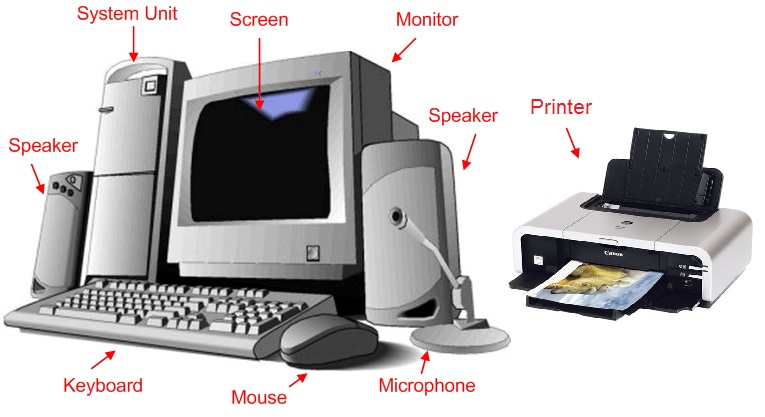 System Unit
Screen
Monitor
Speaker
Printer
Speaker
Canon
Keyboard
Mouse
Microphone